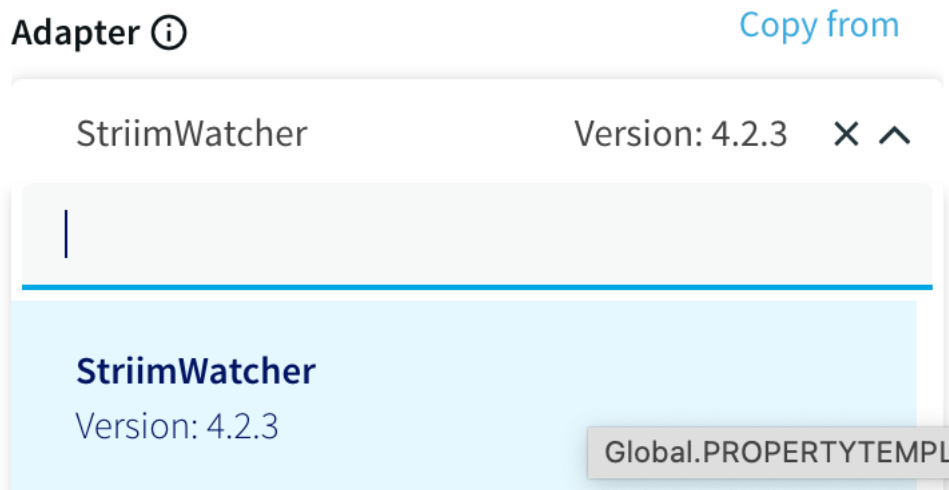 Adapter
Copy from
StriimWatcher Version: 4.2.3
StriimWatcher
Version: 4.2.3
Global.PROPERTYTEMPL